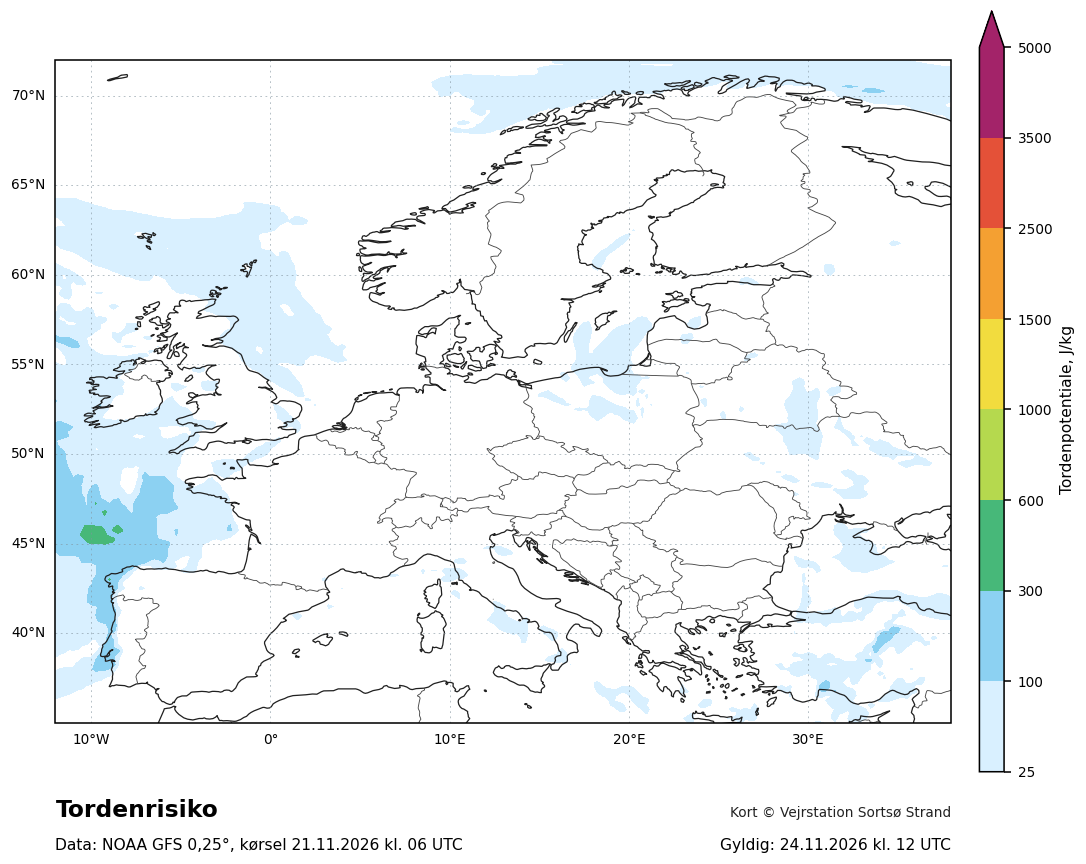 5000
3500
2500
1500
1000
600
300
100
25
Tordenpotentiale, J/kg
70°N
65°N
60°N
55°N
50°N
45°N
40°N
10°W
0°
10°E
20°E
30°E
Tordenrisiko
Kort © Vejrstation Sortsø Strand
Data: NOAA GFS 0,25°, kørsel 21.11.2026 kl. 06 UTC
Gyldig: 24.11.2026 kl. 12 UTC